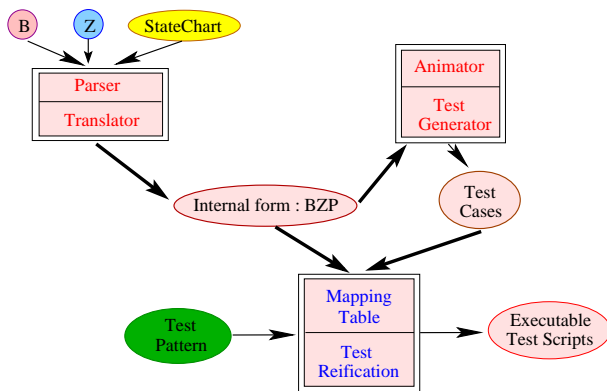 B
Z
StateChart
Parser
Translator
Animator
Test
Generator
Internal form : BZP
Test
Cases
Mapping
Table
Test
Reification
Test
Pattern
Executable
Test Scripts